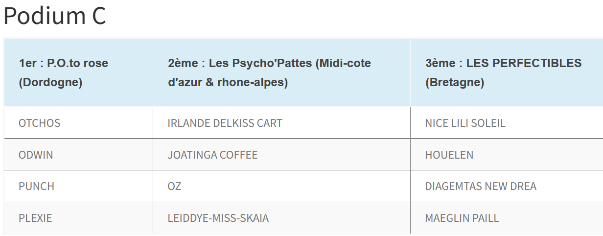 Podium C
1er : P.O.to rose (Dordogne)
2ème : Les Psycho'Pattes (Midi-cote d'azur & rhone-alpes)
3ème : LES PERFECTIBLES (Bretagne)
OTCHOS
IRLANDE DELKISS CART
NICE LILI SOLEIL
ODWIN
JOATINGA COFFEE
HOUELEN
PUNCH
OZ
DIAGEMTAS NEW DREA
PLEXIE
LEIDDYE-MISS-SKAIA
MAEGLIN PAILL